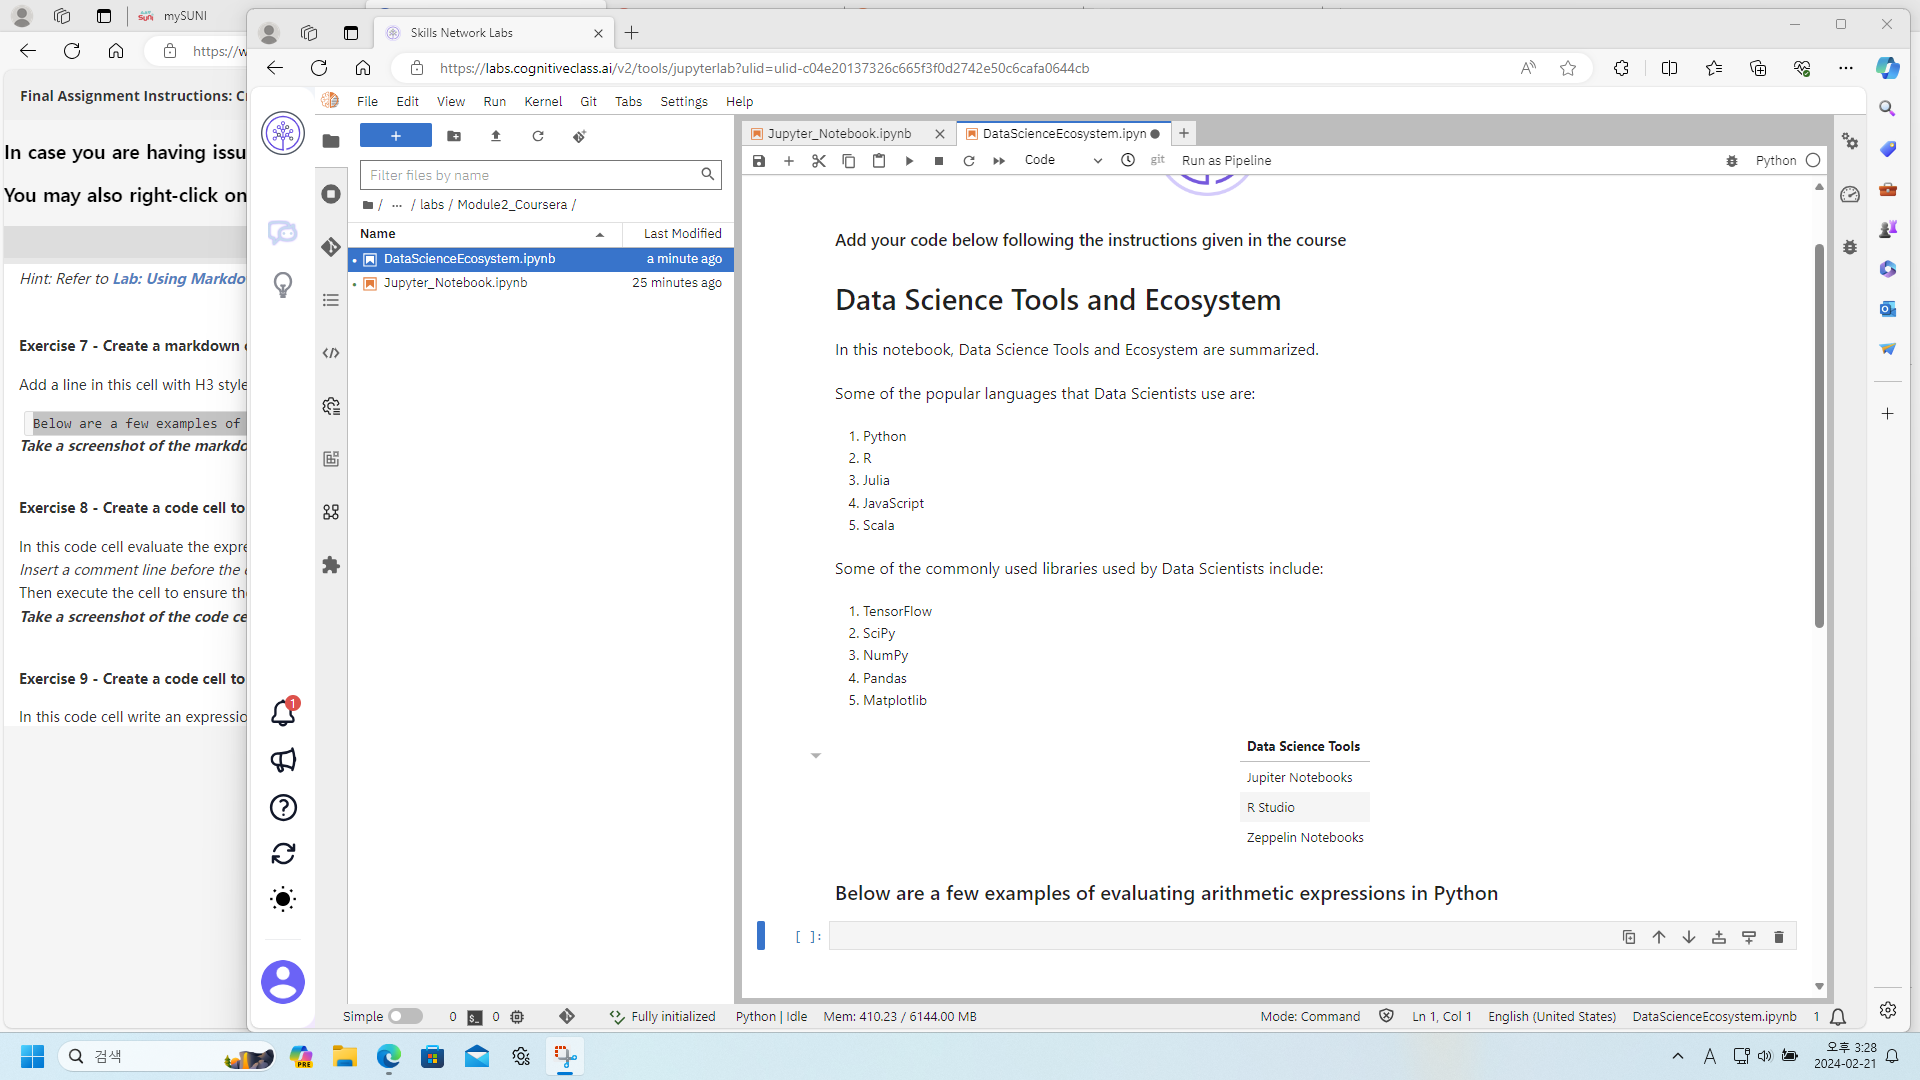 mySUNI
https://w
Final Assignment Instructions: C
In case you are having issu
You may also right-click on
Hint: Refer to Lab: Using Markdo
Exercise 7 - Create a markdown
Add a line in this cell with H3 style
Below are a few examples of
Take a screenshot of the markdo
Exercise 8 - Create a code cell to
In this code cell evaluate the expre
Insert a comment line before the
Then execute the cell to ensure the
Take a screenshot of the code ce
Exercise 9 - Create a code cell to
In this code cell write an expressio
Skills Network Labs
https://labs.cognitiveclass.ai/v2/tools/jupyterlab?ulid=ulid-c04e20137326c665f3f0d2742e50c6cafa0644cb
File Edit View Run Kernel Git Tabs Settings Help
Filter files by name
/ ··· / labs / Module2_Coursera /
Name Last Modified
DataScienceEcosystem.ipynb a minute ago
Jupyter_Notebook.ipynb 25 minutes ago
1
Jupyter_Notebook.ipynb
DataScienceEcosystem.ipyn
Code git Run as Pipeline Python
Add your code below following the instructions given in the course
Data Science Tools and Ecosystem
In this notebook, Data Science Tools and Ecosystem are summarized.
Some of the popular languages that Data Scientists use are:
1. Python
2. R
3. Julia
4. JavaScript
5. Scala
Some of the commonly used libraries used by Data Scientists include:
1. TensorFlow
2. SciPy
3. NumPy
4. Pandas
5. Matplotlib
Data Science Tools
Jupiter Notebooks
R Studio
Zeppelin Notebooks
Below are a few examples of evaluating arithmetic expressions in Python
[ ]:
Simple 0 0 Fully initialized Python | Idle Mem: 410.23 / 6144.00 MB Mode: Command Ln 1, Col 1 English (United States) DataScienceEcosystem.ipynb 1
검색 PRE A 오후 3:28
2024-02-21